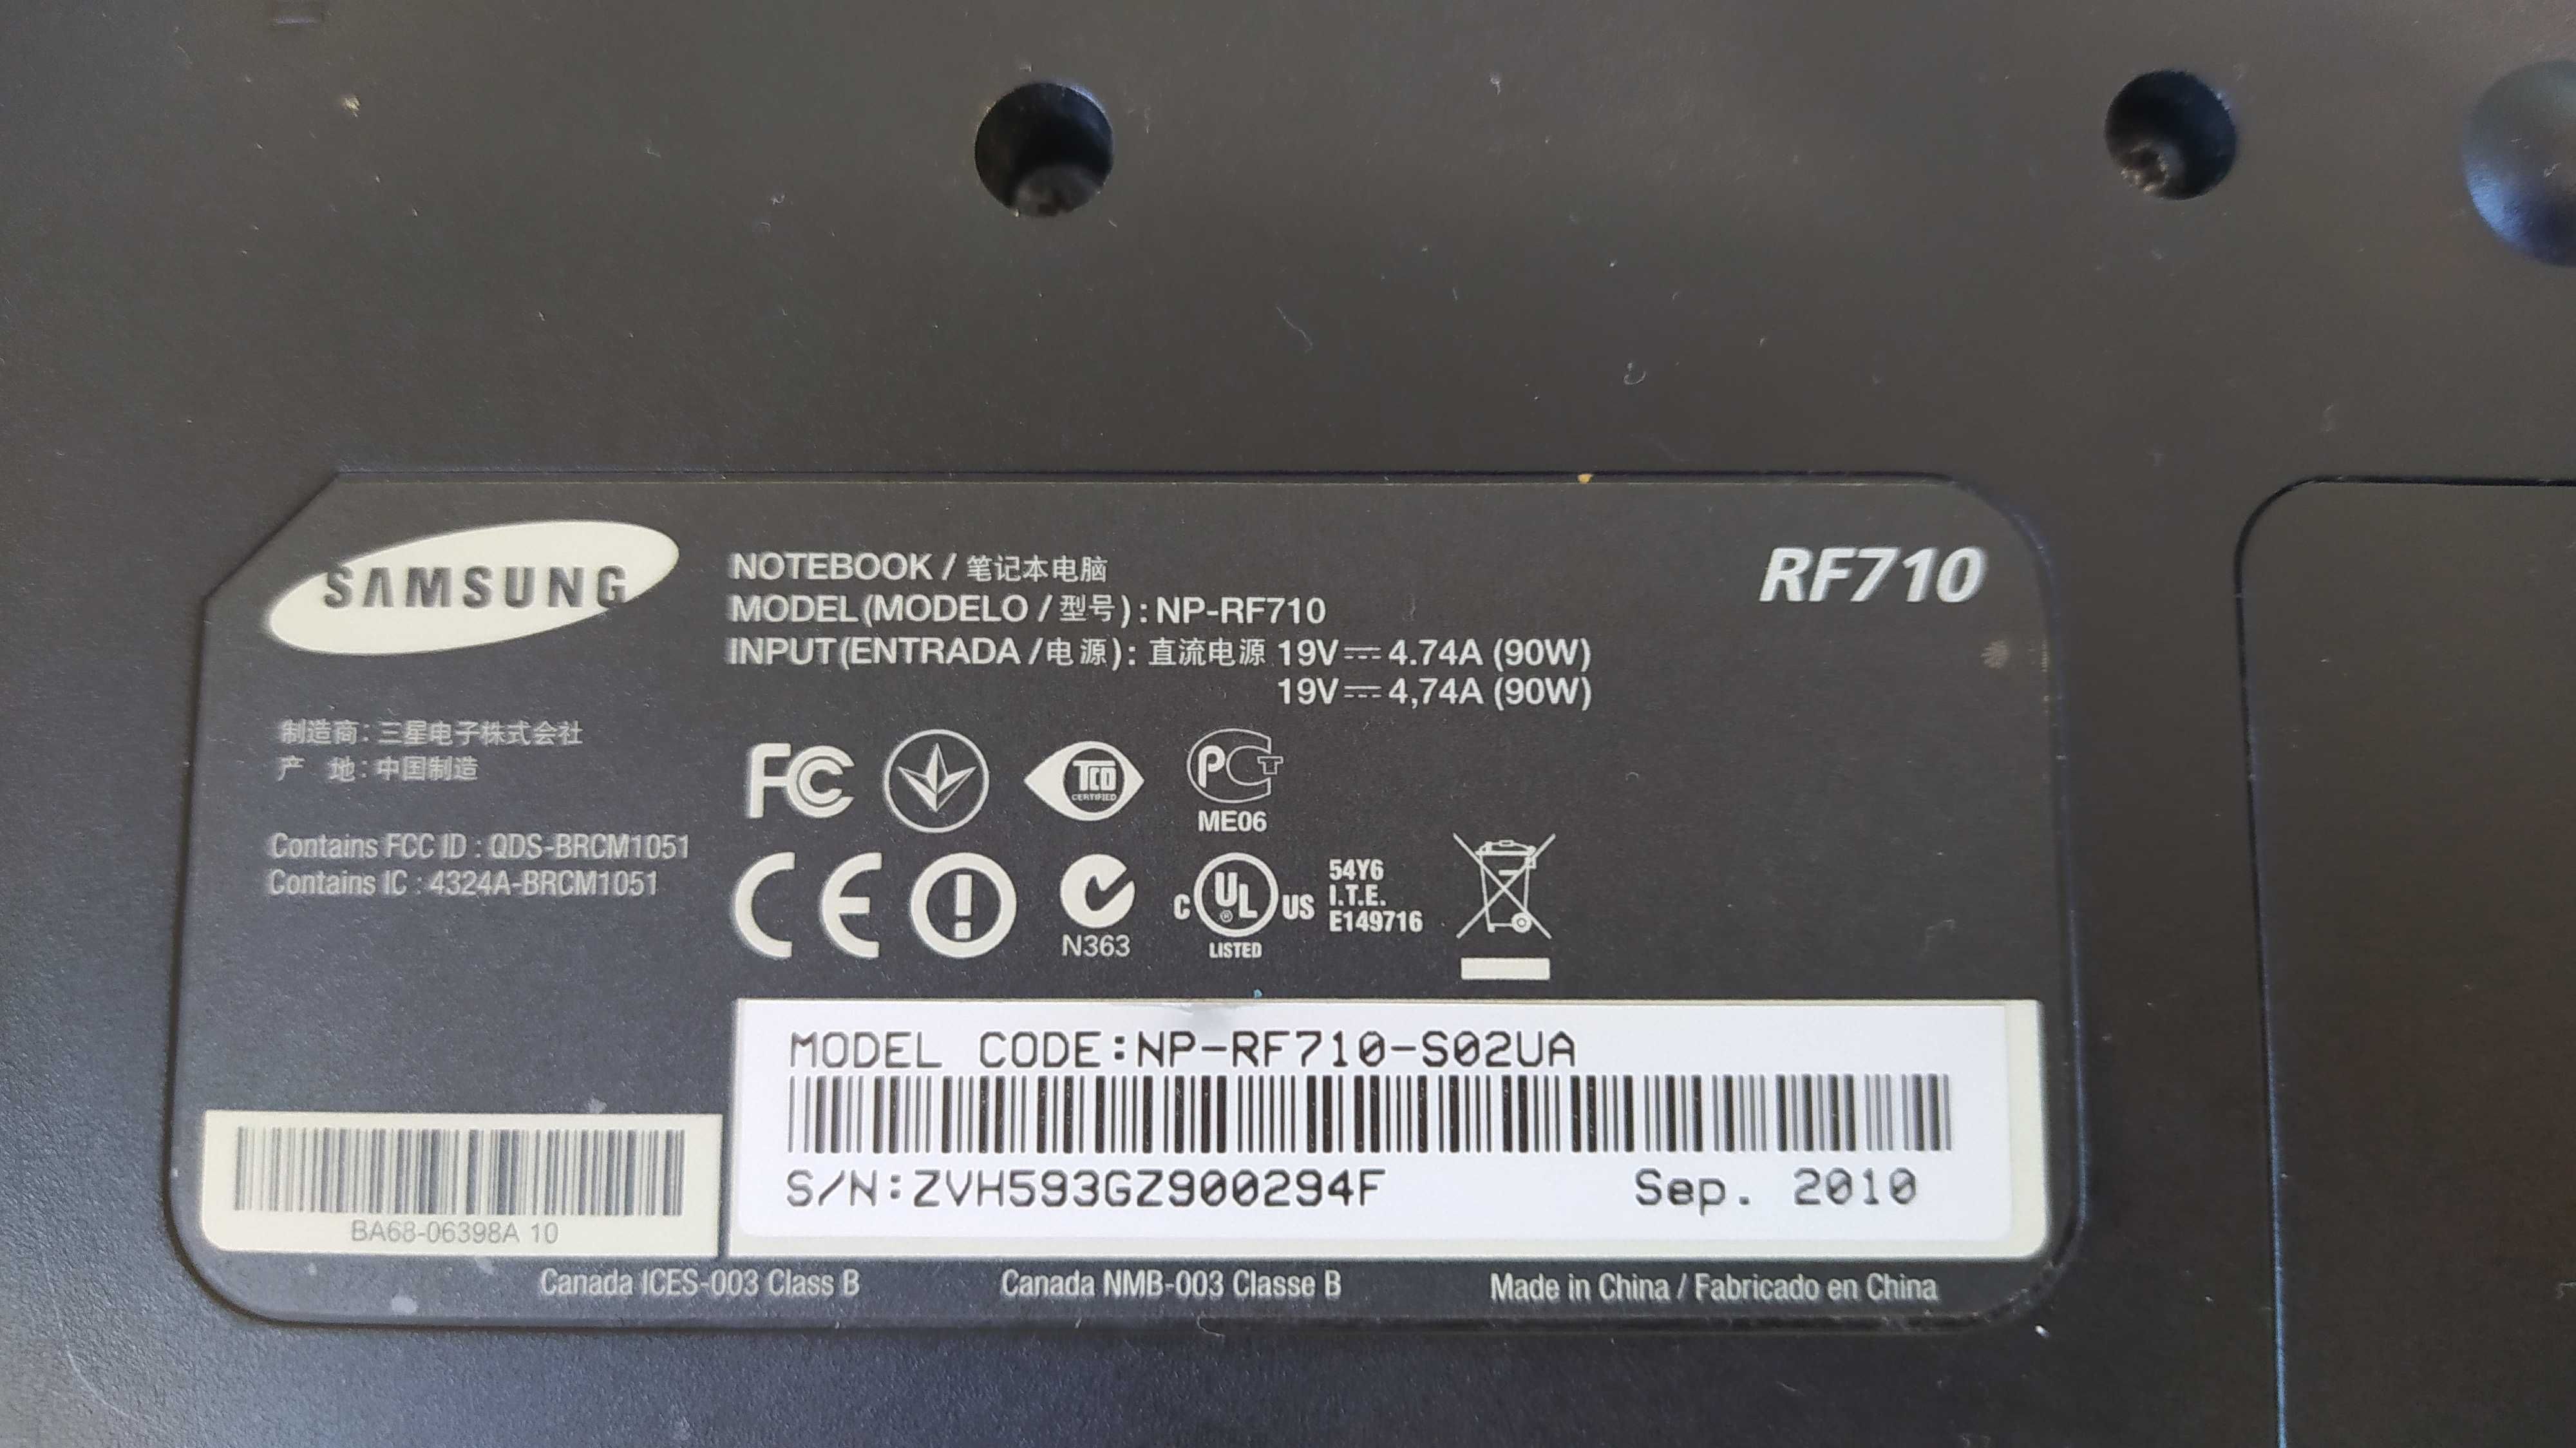 SAMSUNG
NOTEBOOK / 笔记本电脑
MODEL (MODELO / 型号) : NP-RF710
INPUT (ENTRADA / 电源) : 直流电源 19V ⎓ 4.74A (90W)
19V ⎓ 4,74A (90W)
RF710
制造商: 三星电子株式会社
产 地: 中国制造
Contains FCC ID : QDS-BRCM1051
Contains IC : 4324A-BRCM1051
FC
TCO
CERTIFIED
PCT
ME06
CE
N363
C UL® US
LISTED
54Y6
I.T.E.
E149716
MODEL CODE:NP-RF710-S02UA
S/N:ZVH593GZ900294F Sep. 2010
BA68-06398A 10
Canada ICES-003 Class B Canada NMB-003 Classe B Made in China / Fabricado en China